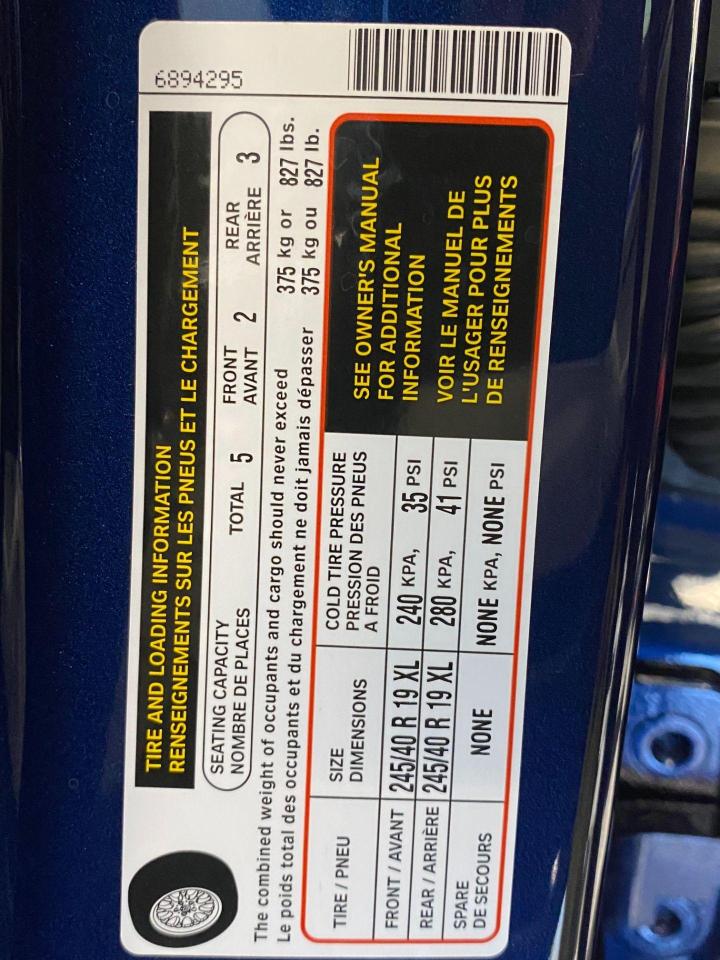 TIRE AND LOADING INFORMATION
RENSEIGNEMENTS SUR LES PNEUS ET LE CHARGEMENT
6894295
SEATING CAPACITY
NOMBRE DE PLACES
TOTAL 5
FRONT
AVANT 2
REAR
ARRIÈRE 3
The combined weight of occupants and cargo should never exceed 375 kg or 827 lbs.
Le poids total des occupants et du chargement ne doit jamais dépasser 375 kg ou 827 lb.
TIRE / PNEU
SIZE
DIMENSIONS
COLD TIRE PRESSURE
PRESSION DES PNEUS
A FROID
FRONT / AVANT 245/40 R 19 XL 240 KPA, 35 PSI
REAR / ARRIÈRE 245/40 R 19 XL 280 KPA, 41 PSI
SPARE
DE SECOURS
NONE NONE KPA, NONE PSI
SEE OWNER'S MANUAL
FOR ADDITIONAL
INFORMATION
VOIR LE MANUEL DE
L'USAGER POUR PLUS
DE RENSEIGNEMENTS